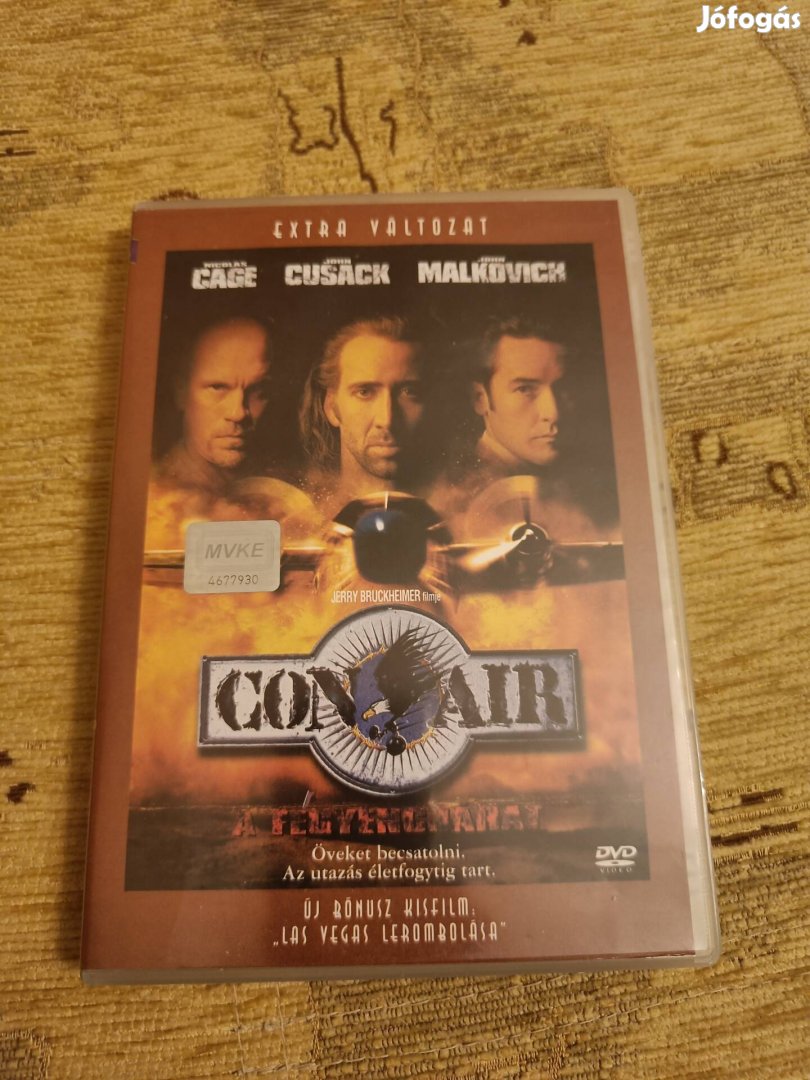 Jófogás
EXTRA VÁLTOZAT
NICOLAS CAGE
JOHN CUSACK
JOHN MALKOVICH
MVKE
4677930
JERRY BRUCKHEIMER filmje
CON AIR
A FEGYENCJÁRAT
Öveket becsatolni.
Az utazás életfogytig tart.
DVD
VIDEO
ÚJ BÓNUSZ KISFILM:
„LAS VEGAS LEROMBOLÁSA"